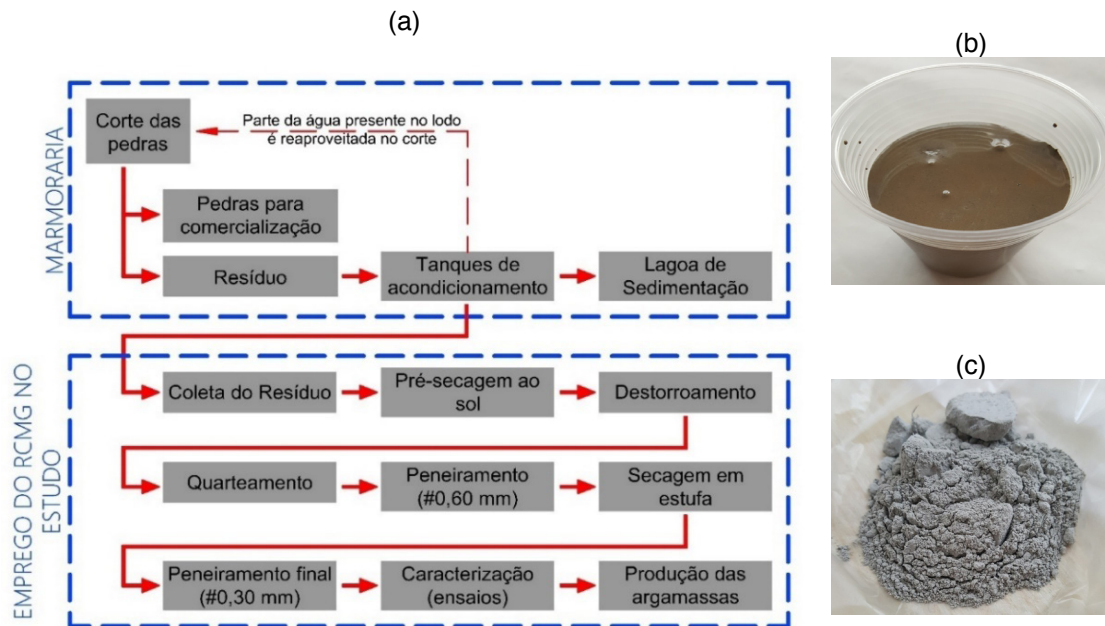 (a)
MARMORARIA
Corte das
pedras
Parte da água presente no lodo
é reaproveitada no corte
Pedras para
comercialização
Resíduo
Tanques de
acondicionamento
Lagoa de
Sedimentação
EMPREGO DO RCMG NO
ESTUDO
Coleta do Resíduo
Pré-secagem ao
sol
Destorroamento
Quarteamento
Peneiramento
(#0,60 mm)
Secagem em
estufa
Peneiramento final
(#0,30 mm)
Caracterização
(ensaios)
Produção das
argamassas
(b)
(c)